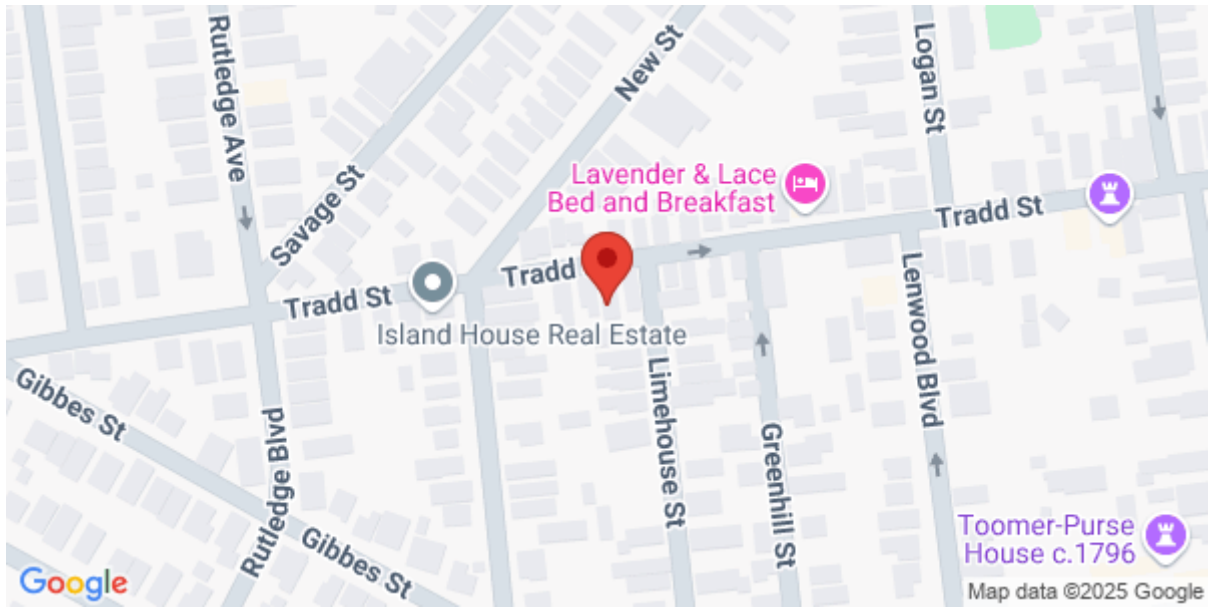 Rutledge Ave
New St
Logan St
Savage St
Lavender & Lace
Bed and Breakfast
Tradd St
Tradd
Tradd St
Island House Real Estate
Gibbes St
Limehouse St
Lenwood Blvd
Rutledge Blvd
Greenhill St
Gibbes St
Toomer-Purse
House c.1796
Google
Map data ©2025 Google